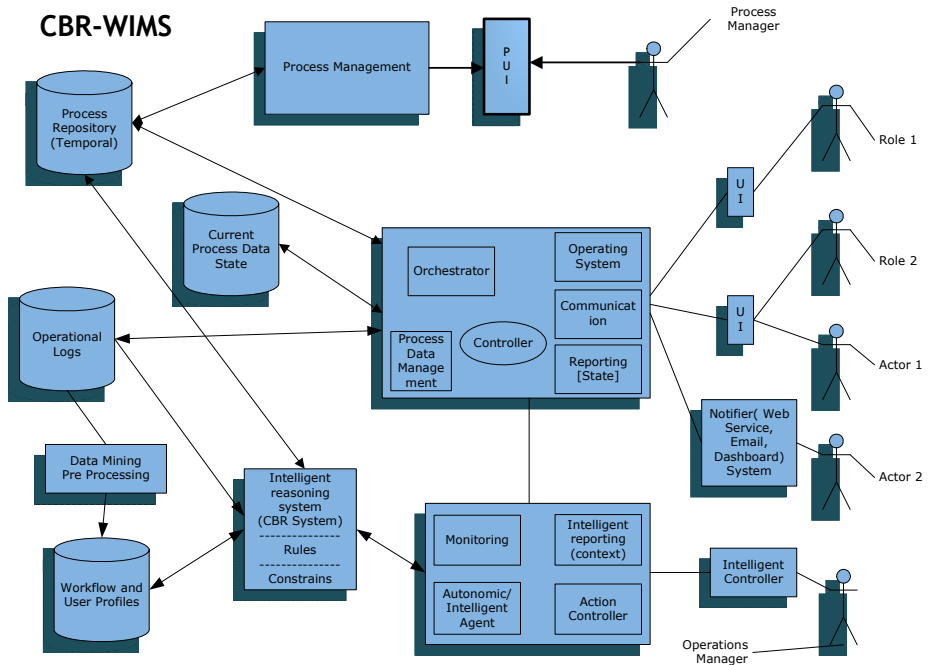 CBR-WIMS
Process
Manager
Process Management
P
U
I
Process
Repository
(Temporal)
Role 1
U
I
Current
Process Data
State
Operating
System
Orchestrator
Role 2
Communicat
ion
U
I
Operational
Logs
Process
Data
Manage
ment
Controller
Reporting
[State]
Actor 1
Notifier( Web
Service,
Email,
Dashboard)
System
Actor 2
Data Mining
Pre Processing
Intelligent
reasoning
system
(CBR System)
------------
Rules
------------
Constrains
Monitoring
Intelligent
reporting
(context)
Intelligent
Controller
Workflow and
User Profiles
Autonomic/
Intelligent
Agent
Action
Controller
Operations
Manager